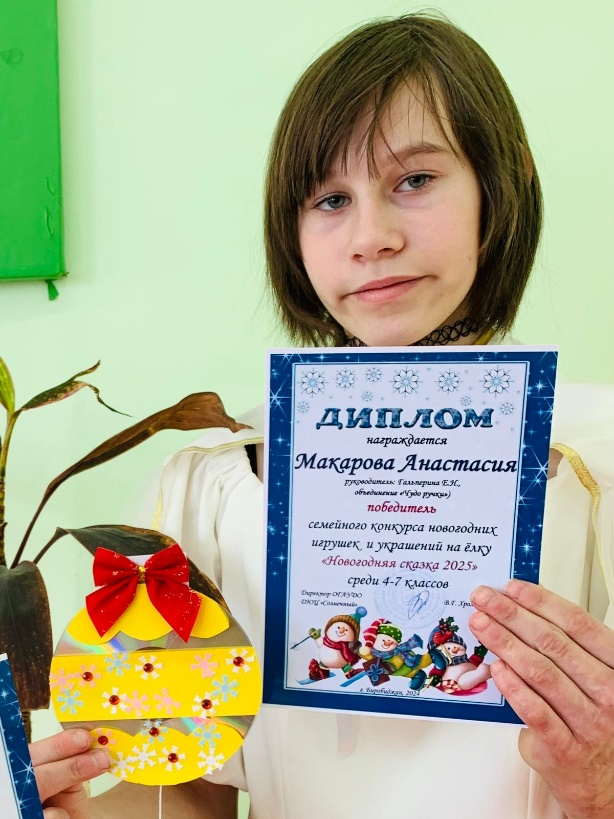 ДИПЛОМ
награждается
Макарова Анастасия
руководитель: Гальперина Е.Н.,
объединение «Чудо ручки»)
победитель
семейного конкурса новогодних
игрушек и украшений на ёлку
«Новогодняя сказка 2025»
среди 4-7 классов
Директор ОГАУДО
ДЮЦ «Солнечный» В.Г.
г. Биробиджан, 2024